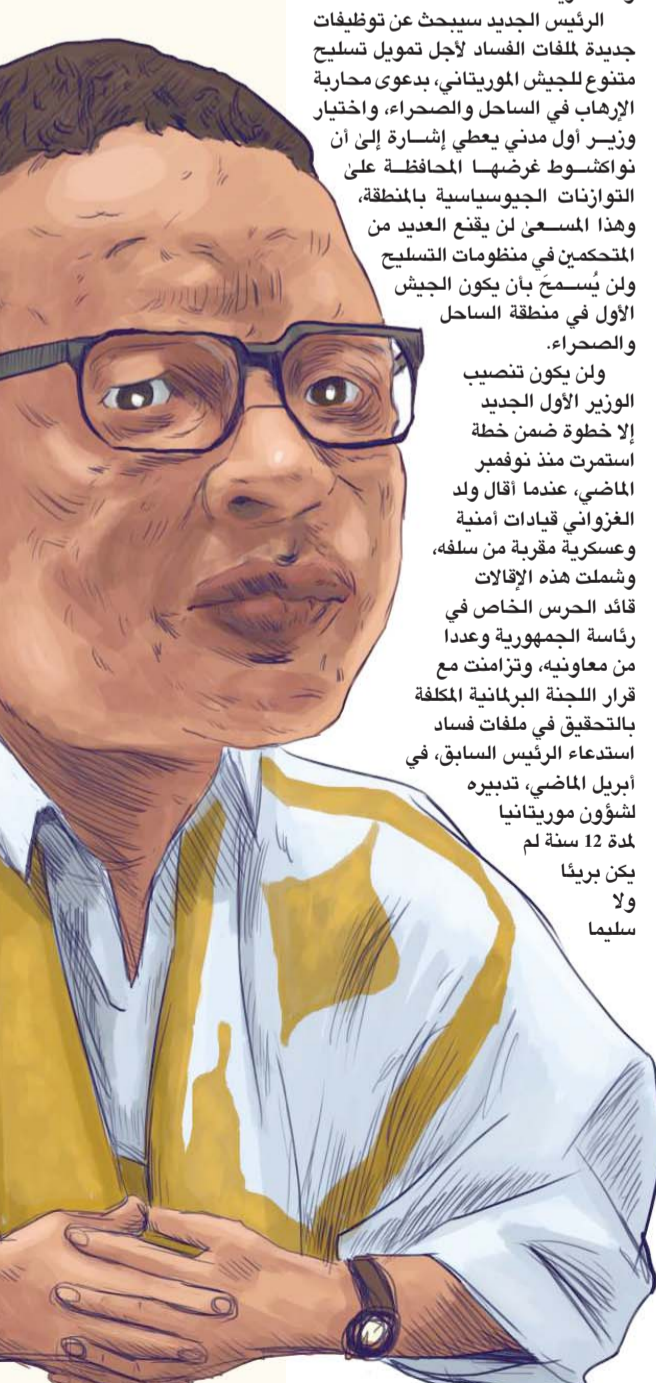 الرئيس الجديد سيبحث عن توظيفات
جديدة لملفات الفساد لأجل تمويل تسليح
متنوع للجيش الموريتاني، بدعوى محاربة
الإرهاب في الساحل والصحراء، واختيار
وزير أول مدني يعطي إشارة إلى أن
نواكشوط غرضها المحافظة على
التوازنات الجيوسياسية بالمنطقة،
وهذا المسعى لن يقنع العديد من
المتحكمين في منظومات التسليح
ولن يُسمحَ بأن يكون الجيش
الأول في منطقة الساحل
والصحراء.
ولن يكون تنصيب
الوزير الأول الجديد
إلا خطوة ضمن خطة
استمرت منذ نوفمبر
الماضي، عندما أقال ولد
الغزواني قيادات أمنية
وعسكرية مقربة من سلفه،
وشملت هذه الإقالات
قائد الحرس الخاص في
رئاسة الجمهورية وعددا
من معاونيه، وتزامنت مع
قرار اللجنة البرلمانية المكلفة
بالتحقيق في ملفات فساد
استدعاء الرئيس السابق، في
أبريل الماضي، تدبيره
لشؤون موريتانيا
لمدة 12 سنة لم
يكن بريئا
ولا
سليما